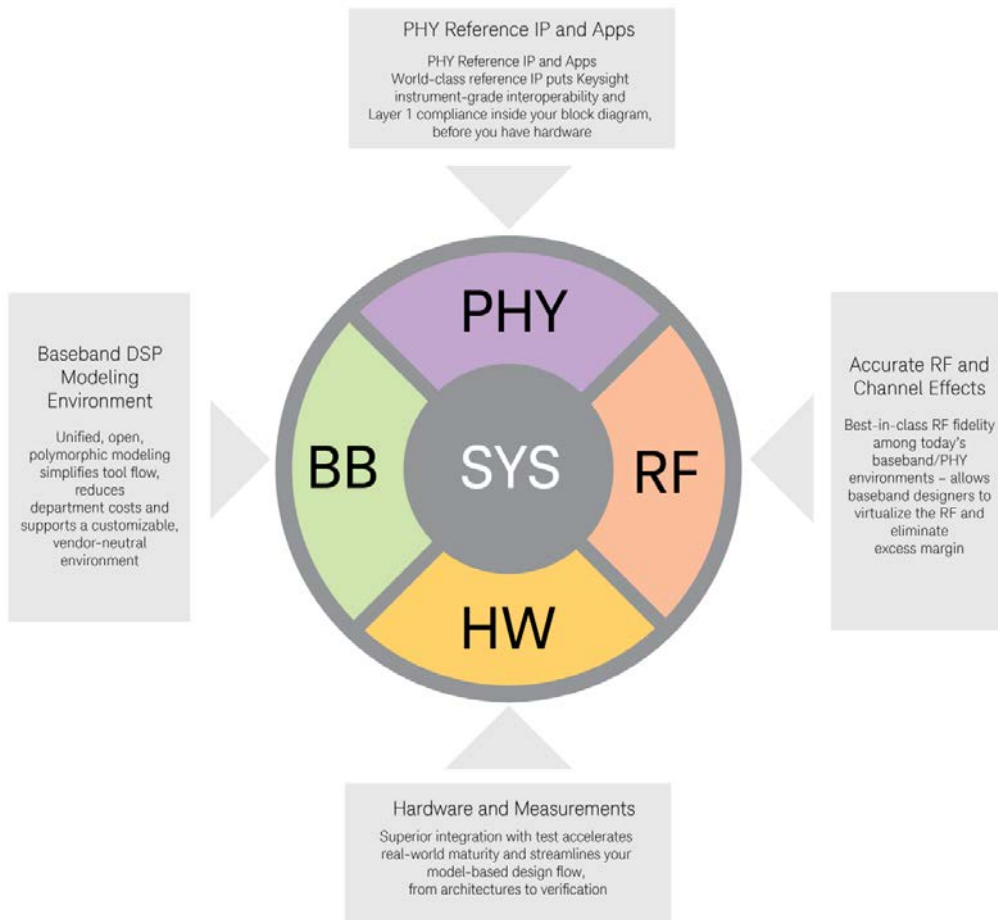 PHY Reference IP and Apps
PHY Reference IP and Apps
World-class reference IP puts Keysight
instrument-grade interoperability and
Layer 1 compliance inside your block diagram,
before you have hardware
PHY
Baseband DSP
Modeling
Environment
Unified, open,
polymorphic modeling
simplifies tool flow,
reduces
department costs and
supports a customizable,
vendor-neutral
environment
BB
SYS
RF
Accurate RF and
Channel Effects
Best-in-class RF fidelity
among today's
baseband/PHY
environments – allows
baseband designers to
virtualize the RF and
eliminate
excess margin
HW
Hardware and Measurements
Superior integration with test accelerates
real-world maturity and streamlines your
model-based design flow,
from architectures to verification